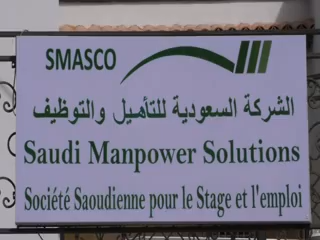 SMASCO
الشركة السعودية للتأهيل والتوظيف
Saudi Manpower Solutions
Société Saoudienne pour le Stage et l'emploi